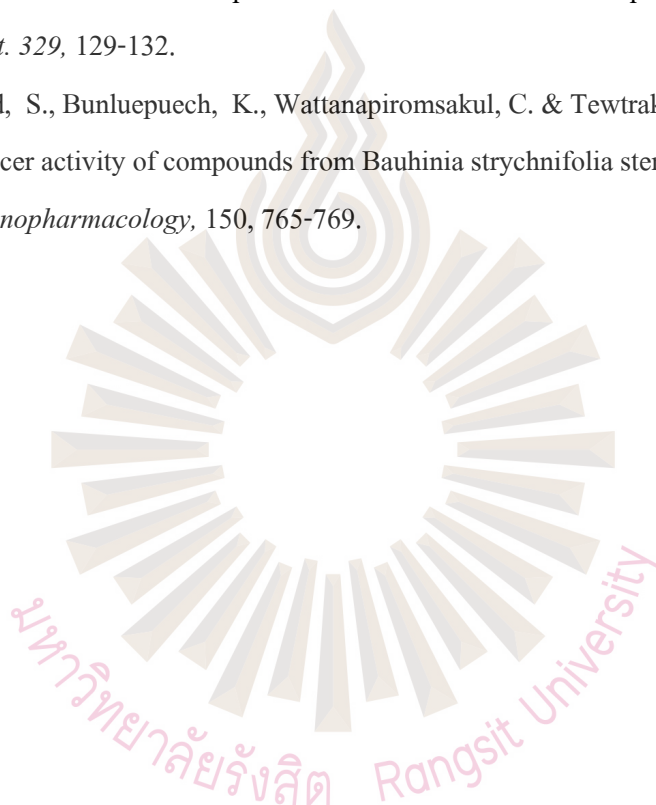 t. 329, 129-132.
S., Bunluepuech, K., Wattanapiromsakul, C. & Tewtrak
cer activity of compounds from Bauhinia strychnifolia ste
nopharmacology, 150, 765-769.
มหาวิทยาลัยรังสิต Rangsit University